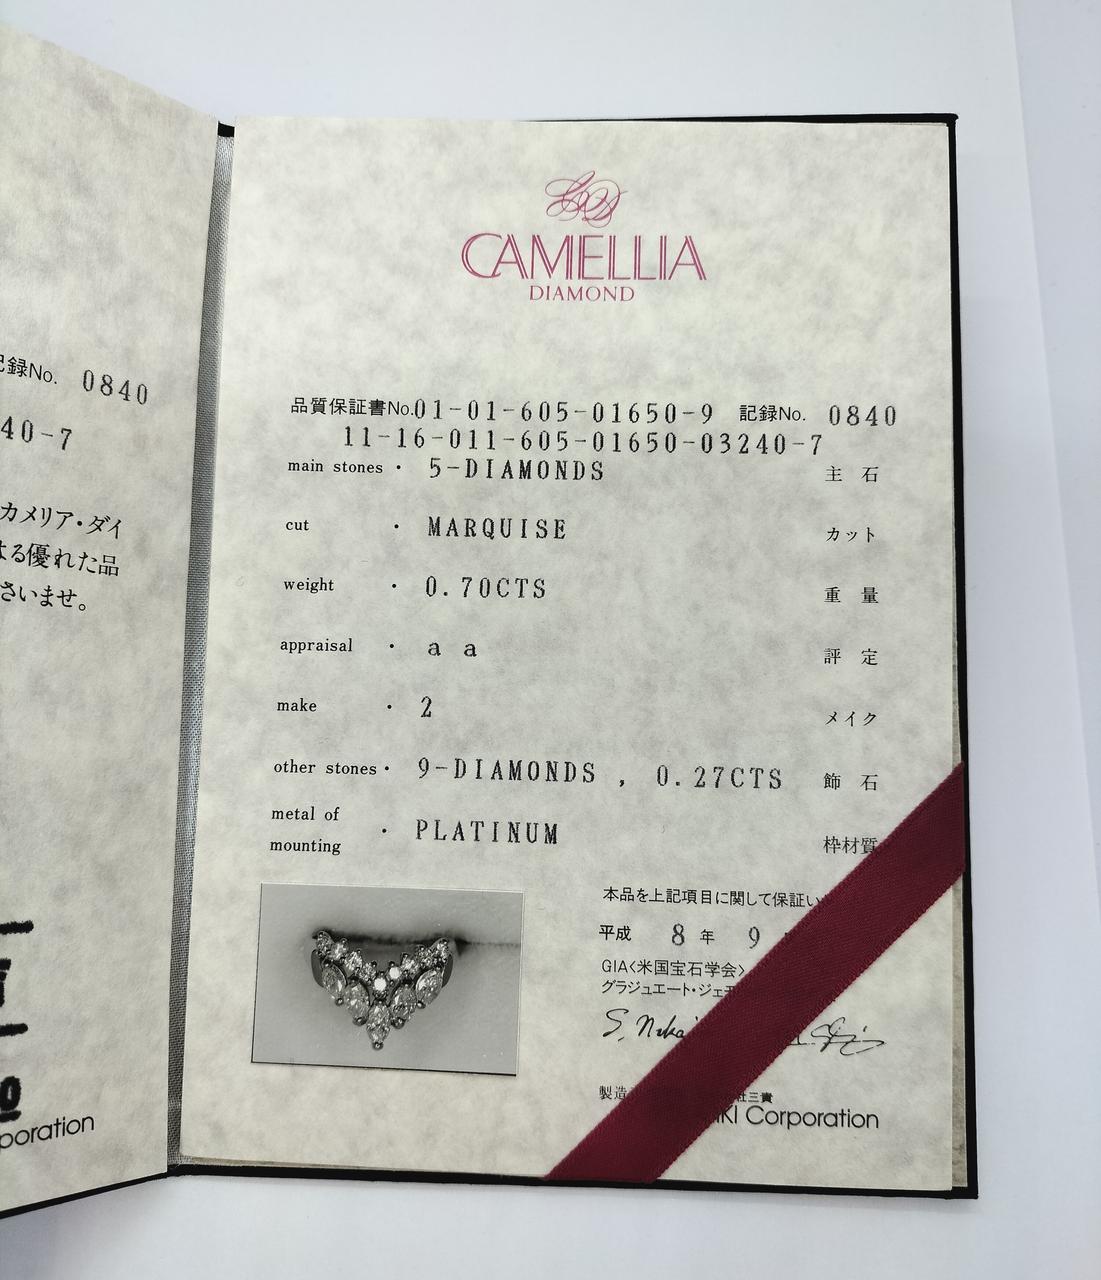 録No. 0840
40-7
カメリア・ダイ
よる優れた品
さいませ。
poration
CAMELLIA
DIAMOND
品質保証書No.01-01-605-01650-9 記録No. 0840
11-16-011-605-01650-03240-7
main stones・ 5-DIAMONDS 主 石
cut ・ MARQUISE カット
weight ・ 0.70CTS 重 量
appraisal ・ a a 評 定
make ・ 2 メイク
other stones・ 9-DIAMONDS , 0.27CTS 飾 石
metal of
mounting ・ PLATINUM 枠材質
本品を上記項目に関して保証い
平成 8 年 9
GIA〈米国宝石学会〉
グラジュエート・ジェ
製造
KI Corporation